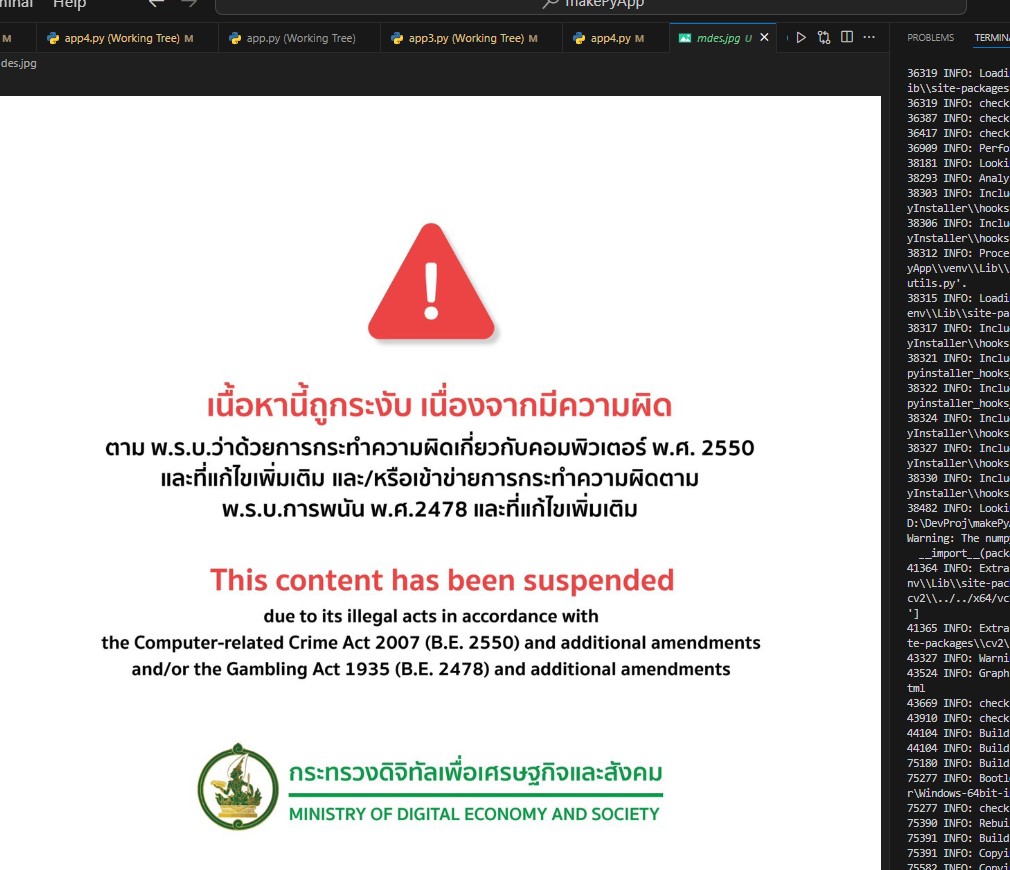 Help
makePyApp
M
app4.py (Working Tree) M
app.py (Working Tree)
app3.py (Working Tree) M
app4.py M
mdes.jpg U
des.jpg
เนื้อหานี้ถูกระงับ เนื่องจากมีความผิด
ตาม พ.ร.บ.ว่าด้วยการกระทำความผิดเกี่ยวกับคอมพิวเตอร์ พ.ศ. 2550
และที่แก้ไขเพิ่มเติม และ/หรือเข้าข่ายการกระทำความผิดตาม
พ.ร.บ.การพนัน พ.ศ.2478 และที่แก้ไขเพิ่มเติม
This content has been suspended
due to its illegal acts in accordance with
the Computer-related Crime Act 2007 (B.E. 2550) and additional amendments
and/or the Gambling Act 1935 (B.E. 2478) and additional amendments
กระทรวงดิจิทัลเพื่อเศรษฐกิจและสังคม
MINISTRY OF DIGITAL ECONOMY AND SOCIETY
PROBLEMS
TERMIN
36319 INFO: Loadi
ib\\site-packages
36319 INFO: check
36387 INFO: check
36417 INFO: check
36909 INFO: Perfo
38181 INFO: Looki
38293 INFO: Analy
38303 INFO: Inclu
yInstaller\\hooks
38306 INFO: Inclu
yInstaller\\hooks
38312 INFO: Proce
yApp\\venv\\Lib\\
utils.py'.
38315 INFO: Loadi
env\\Lib\\site-pa
38317 INFO: Inclu
yInstaller\\hooks
38321 INFO: Inclu
pyinstaller_hooks
38322 INFO: Inclu
pyinstaller_hooks
38324 INFO: Inclu
yInstaller\\hooks
38327 INFO: Inclu
yInstaller\\hooks
38330 INFO: Inclu
yInstaller\\hooks
38482 INFO: Looki
D:\DevProj\makePy
Warning: The nump
__import__(pack
41364 INFO: Extra
nv\\Lib\\site-pac
cv2\\../../x64/vc
']
41365 INFO: Extra
te-packages\\cv2\
43327 INFO: Warni
43524 INFO: Graph
tml
43669 INFO: check
43910 INFO: check
44104 INFO: Build
44104 INFO: Build
75180 INFO: Build
75277 INFO: Bootl
r\Windows-64bit-i
75277 INFO: check
75390 INFO: Rebui
75391 INFO: Build
75391 INFO: Copyi
75582 INFO: Copyi